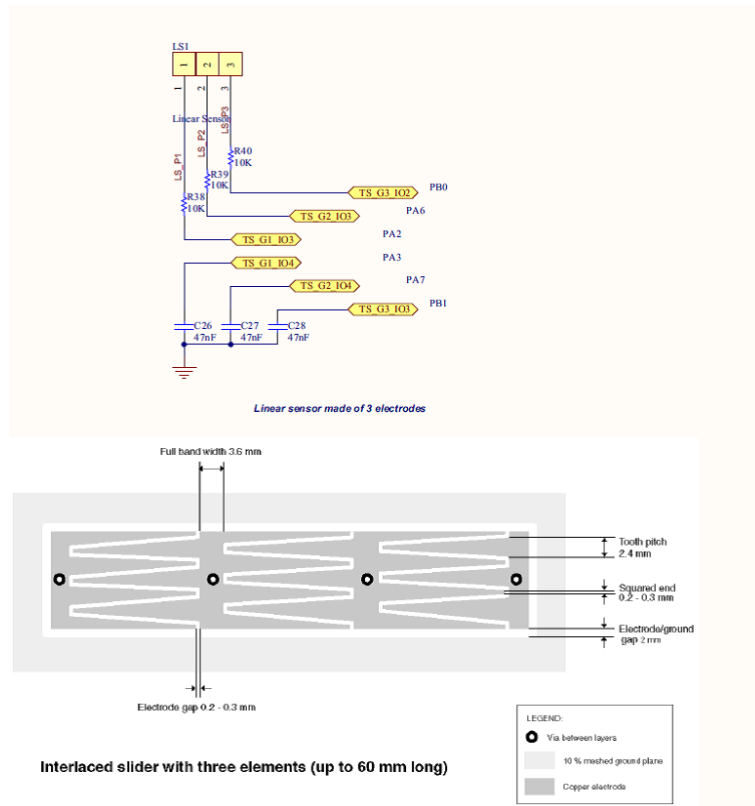 LS1
1 2 3
1 2 3
Linear Sensor
LS_P1
LS_P2
LS_P3
R40
10K
R39
10K
R38
10K
TS_G3_IO2 PB0
TS_G2_IO3 PA6
TS_G1_IO3 PA2
TS_G1_IO4 PA3
TS_G2_IO4 PA7
TS_G3_IO3 PB1
C26 C27 C28
47nF 47nF 47nF
Linear sensor made of 3 electrodes
Full band width 3.6 mm
Tooth pitch
2.4 mm
Squared end
0.2 - 0.3 mm
Electrode/ground
gap 2 mm
Electrode gap 0.2 - 0.3 mm
LEGEND:
Via between layers
10 % meshed ground plane
Copper electrode
Interlaced slider with three elements (up to 60 mm long)